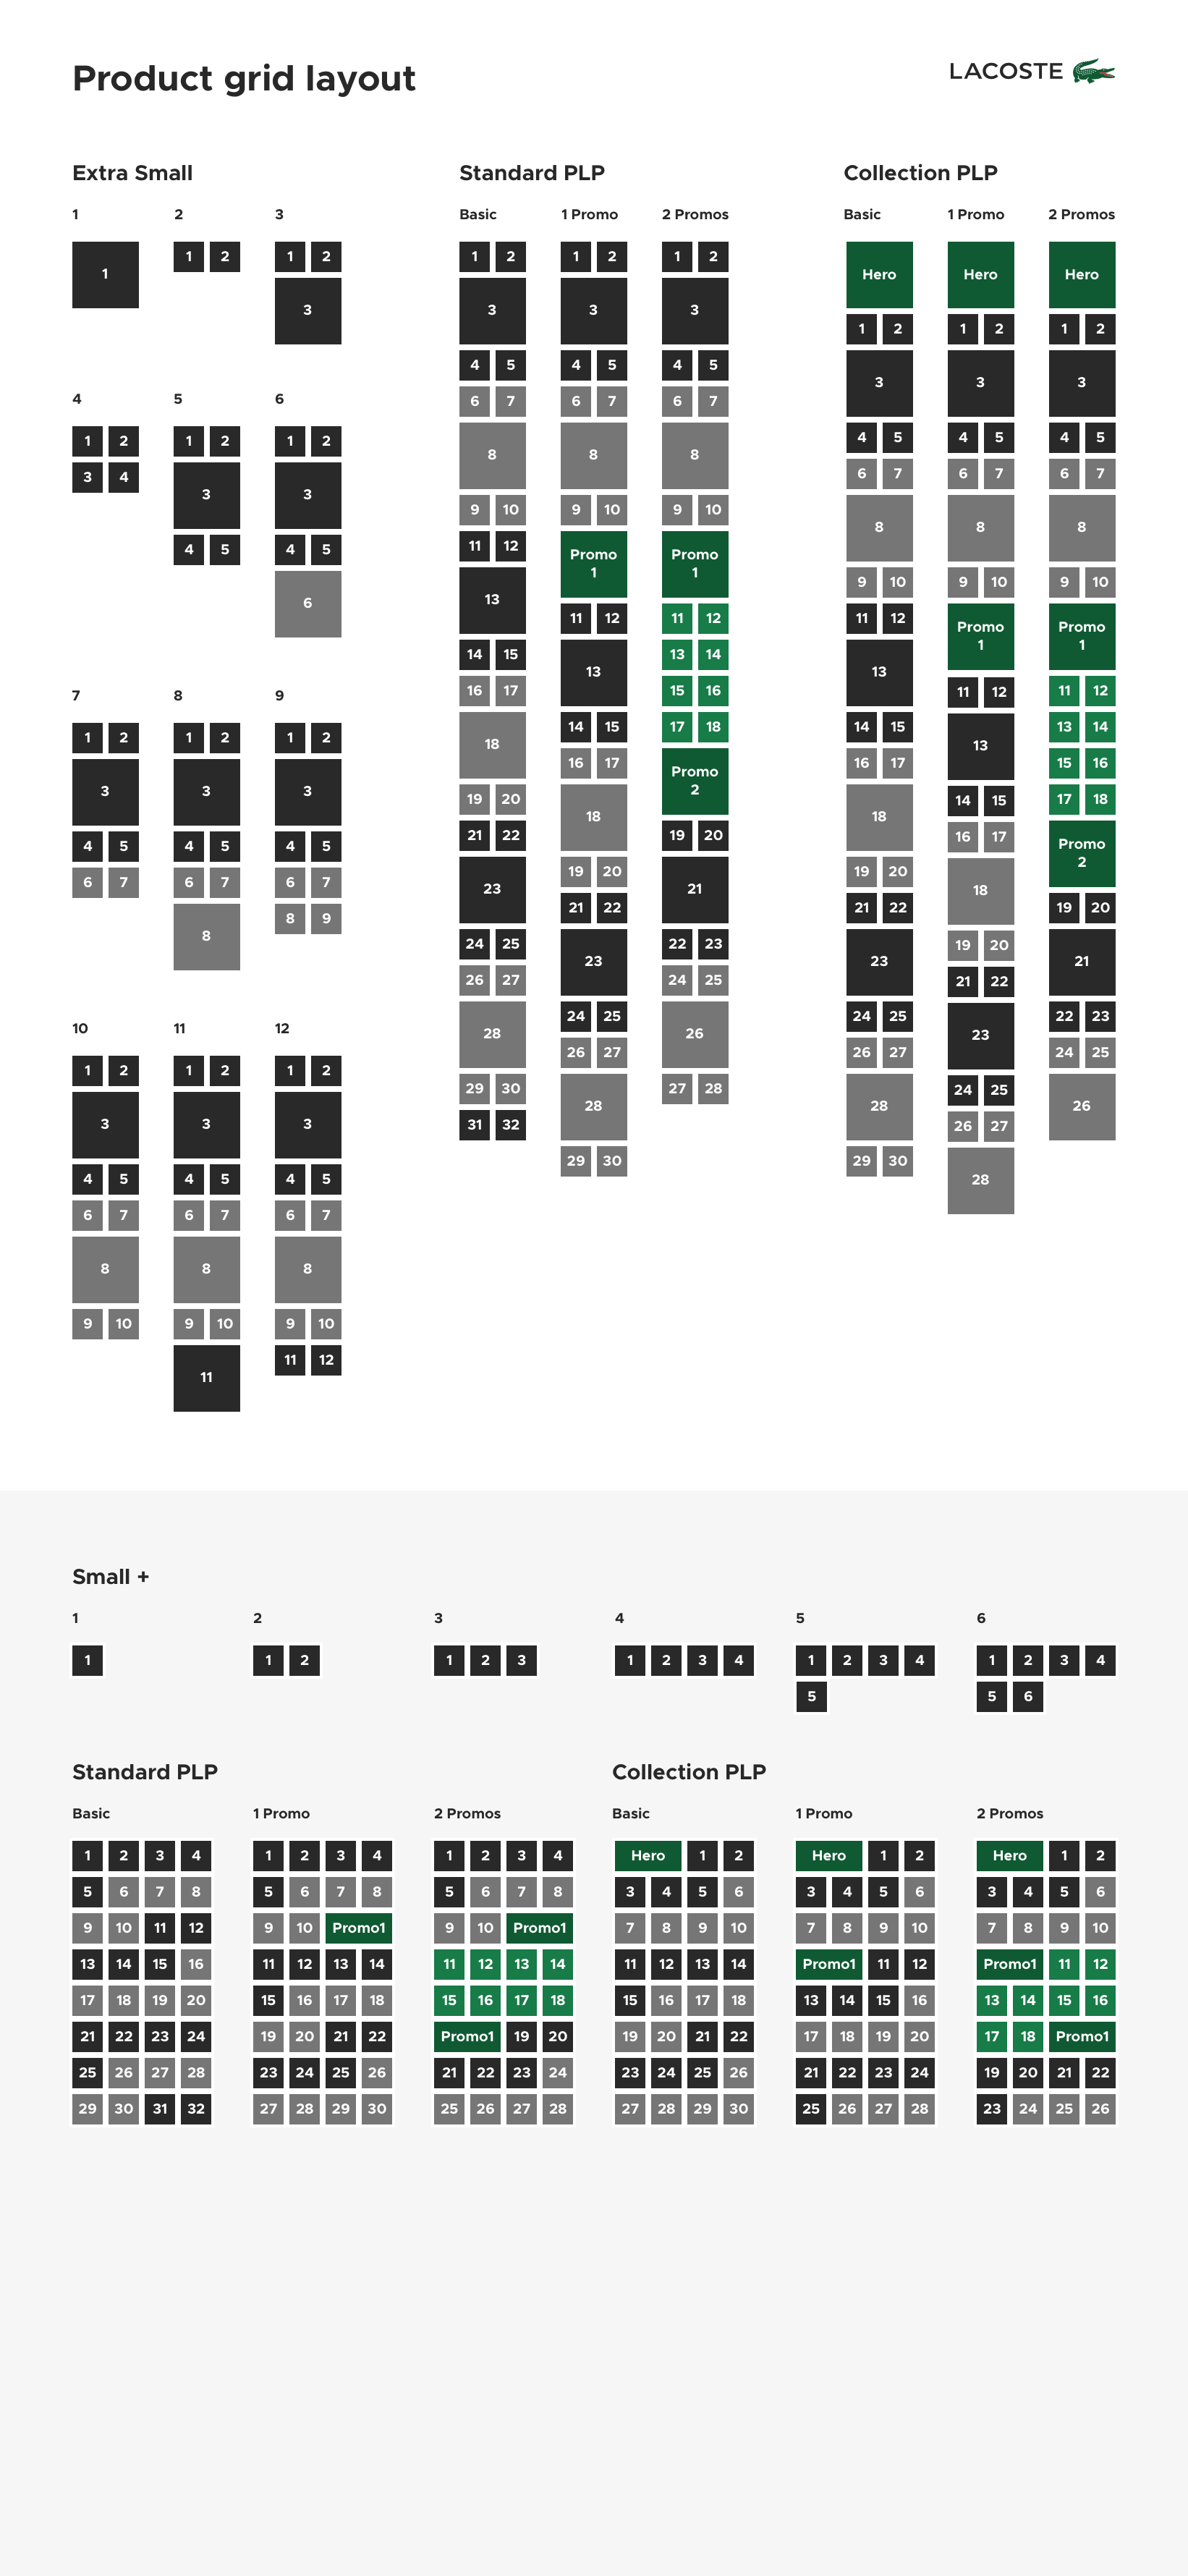 Product grid layout
LACOSTE
Extra Small
1 2 3
1
1 2
1 2
3
4 5 6
1 2
3 4
1 2
3
4 5
1 2
3
4 5
6
7 8 9
1 2
3
4 5
6 7
1 2
3
4 5
6 7
8
1 2
3
4 5
6 7
8 9
10 11 12
1 2
3
4 5
6 7
8
9 10
1 2
3
4 5
6 7
8
9 10
11
1 2
3
4 5
6 7
8
9 10
11 12
Standard PLP
Basic
1 2
3
4 5
6 7
8
9 10
11 12
13
14 15
16 17
18
19 20
21 22
23
24 25
26 27
28
29 30
31 32
1 Promo
1 2
3
4 5
6 7
8
9 10
Promo
1
11 12
13
14 15
16 17
18
19 20
21 22
23
24 25
26 27
28
29 30
2 Promos
1 2
3
4 5
6 7
8
9 10
Promo
1
11 12
13 14
15 16
17 18
Promo
2
19 20
21
22 23
24 25
26
27 28
Collection PLP
Basic
Hero
1 2
3
4 5
6 7
8
9 10
11 12
13
14 15
16 17
18
19 20
21 22
23
24 25
26 27
28
29 30
1 Promo
Hero
1 2
3
4 5
6 7
8
9 10
Promo
1
11 12
13
14 15
16 17
18
19 20
21 22
23
24 25
26 27
28
2 Promos
Hero
1 2
3
4 5
6 7
8
9 10
Promo
1
11 12
13 14
15 16
17 18
Promo
2
19 20
21
22 23
24 25
26
Small +
1
1
2
1 2
3
1 2 3
4
1 2 3 4
5
1 2 3 4
5
6
1 2 3 4
5 6
Standard PLP
Basic
1 2 3 4
5 6 7 8
9 10 11 12
13 14 15 16
17 18 19 20
21 22 23 24
25 26 27 28
29 30 31 32
1 Promo
1 2 3 4
5 6 7 8
9 10 Promo1
11 12 13 14
15 16 17 18
19 20 21 22
23 24 25 26
27 28 29 30
2 Promos
1 2 3 4
5 6 7 8
9 10 Promo1
11 12 13 14
15 16 17 18
Promo1 19 20
21 22 23 24
25 26 27 28
Collection PLP
Basic
Hero 1 2
3 4 5 6
7 8 9 10
11 12 13 14
15 16 17 18
19 20 21 22
23 24 25 26
27 28 29 30
1 Promo
Hero 1 2
3 4 5 6
7 8 9 10
Promo1 11 12
13 14 15 16
17 18 19 20
21 22 23 24
25 26 27 28
2 Promos
Hero 1 2
3 4 5 6
7 8 9 10
Promo1 11 12
13 14 15 16
17 18 Promo1
19 20 21 22
23 24 25 26